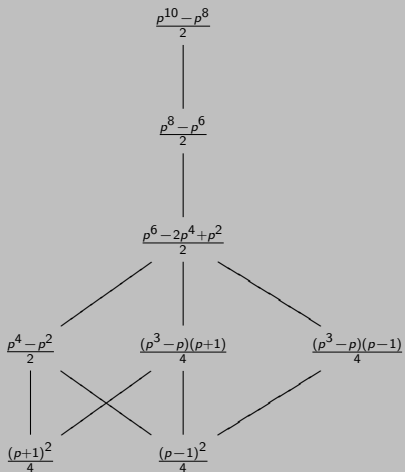 (p^10 − p^8)/2
(p^8 − p^6)/2
(p^6 − 2p^4 + p^2)/2
(p^4 − p^2)/2 ((p^3 − p)(p+1))/4 ((p^3 − p)(p−1))/4
(p+1)^2/4 (p−1)^2/4